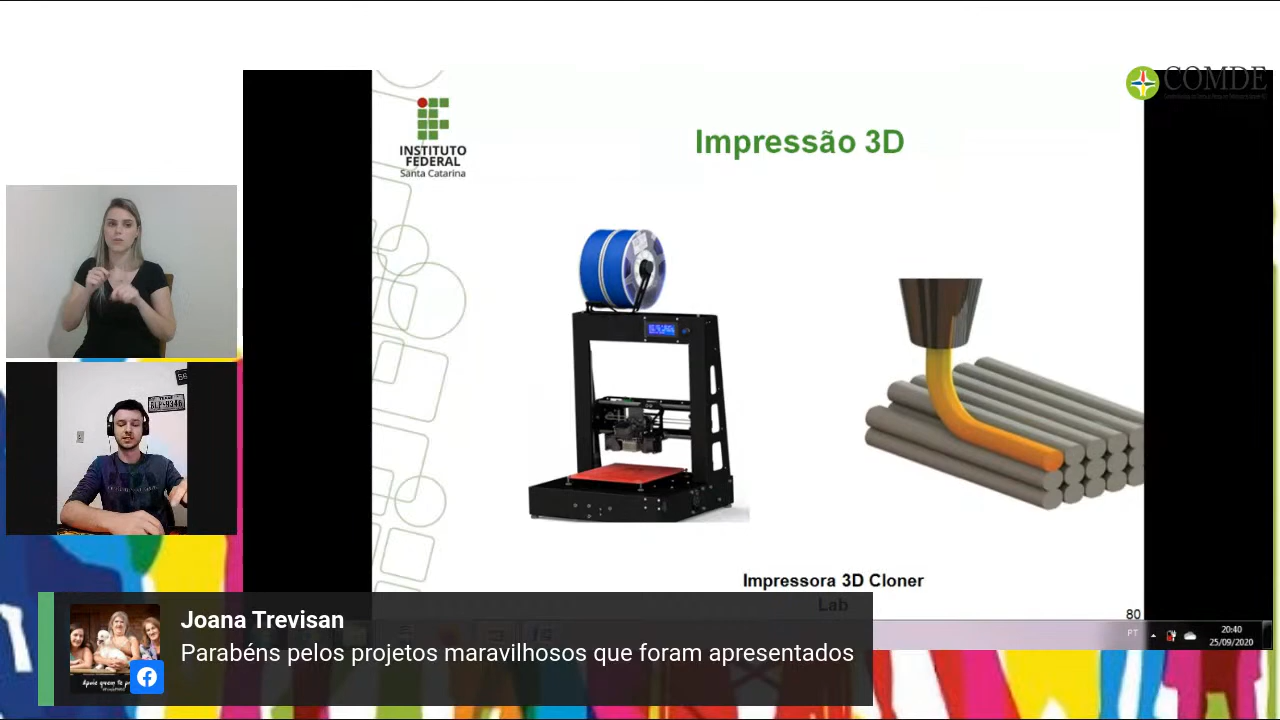 COMDE
INSTITUTO
FEDERAL
Santa Catarina
Impressão 3D
Impressora 3D Cloner
Lab
80
PT
20:40
25/09/2020
Joana Trevisan
Parabéns pelos projetos maravilhosos que foram apresentados